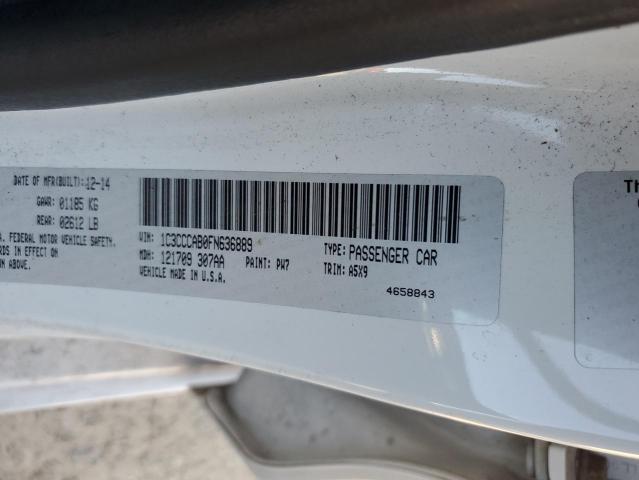 DATE OF MFR(BUILT):12-14
GAWR: 01185 KG
REAR: 02612 LB
A. FEDERAL MOTOR VEHICLE SAFETY.
RDS IN EFFECT ON
N ABOVE.
VIN: 1C3CCCAB0FN636889
MDH: 121709 307AA PAINT: PW7
VEHICLE MADE IN U.S.A.
TYPE: PASSENGER CAR
TRIM: A5X9
4658843
Th